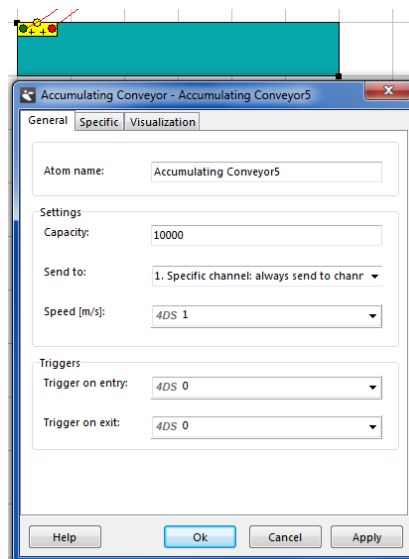 Accumulating Conveyor - Accumulating Conveyor5
General Specific Visualization
Atom name: Accumulating Conveyor5
Settings
Capacity: 10000
Send to: 1. Specific channel: always send to chanr
Speed [m/s]: 4DS 1
Triggers
Trigger on entry: 4DS 0
Trigger on exit: 4DS 0
Help Ok Cancel Apply